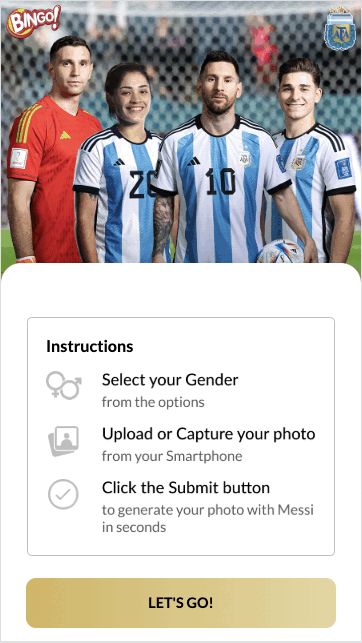 BINGO!
AFA
20
10
Instructions
Select your Gender
from the options
Upload or Capture your photo
from your Smartphone
Click the Submit button
to generate your photo with Messi
in seconds
LET'S GO!